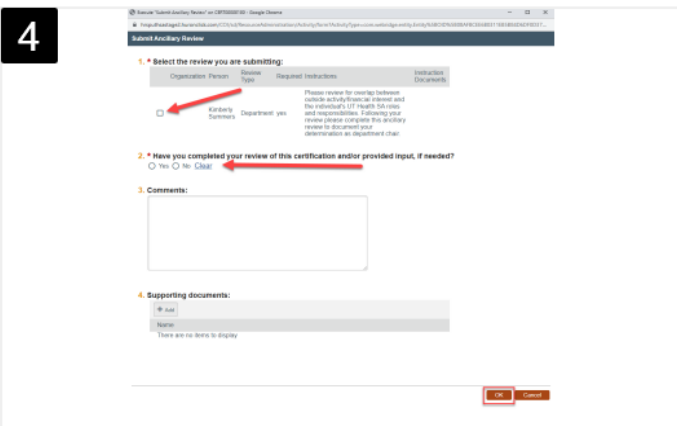 4
Execute "Submit Ancillary Review" on CERT00000100 - Google Chrome
Submit Ancillary Review
1. * Select the review you are submitting:
Organization Person Review Type Required Instructions Instruction Documents
Kimberly Summers Department yes
Please review for overlap between
outside activity/financial interest and
the individual's UT Health SA roles
and responsibilities. Following your
review please complete this ancillary
review to document your
determination as department chair.
2. * Have you completed your review of this certification and/or provided input, if needed?
Yes No Clear
3. Comments:
4. Supporting documents:
+ Add
Name
There are no items to display
OK Cancel